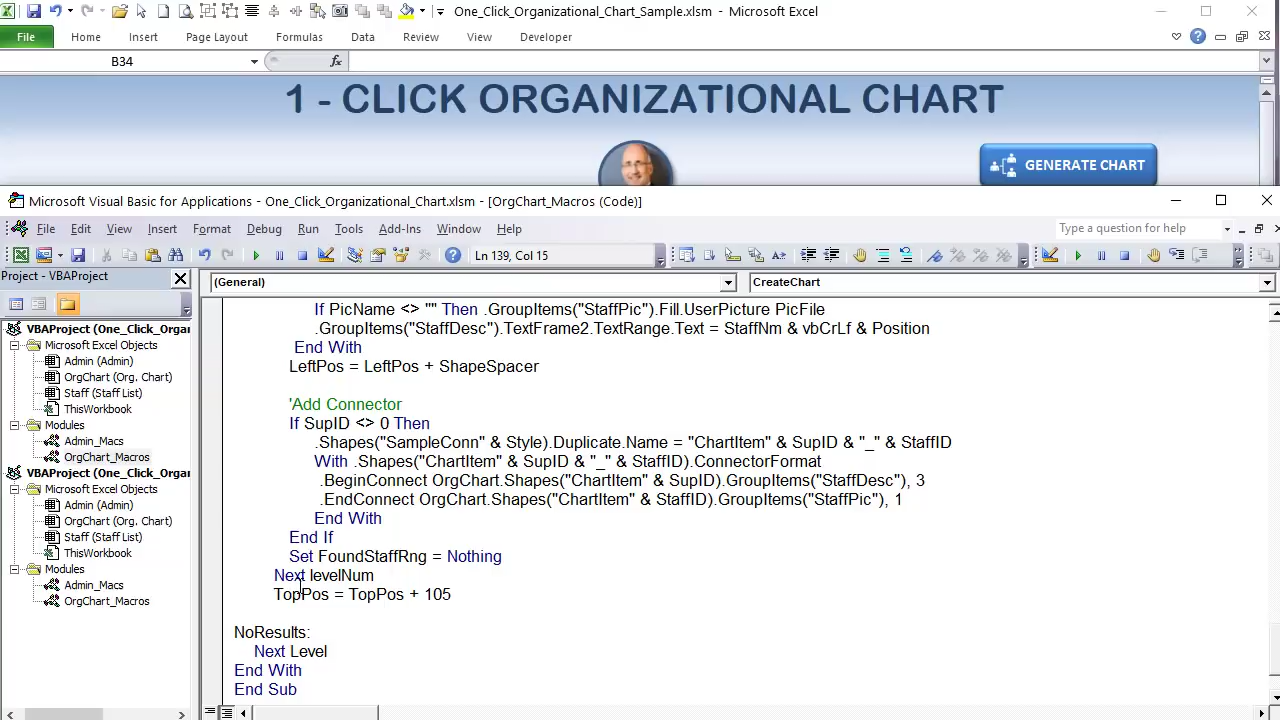 One_Click_Organizational_Chart_Sample.xlsm - Microsoft Excel
File Home Insert Page Layout Formulas Data Review View Developer
B34 fx
1 - CLICK ORGANIZATIONAL CHART
GENERATE CHART
Microsoft Visual Basic for Applications - One_Click_Organizational_Chart.xlsm - [OrgChart_Macros (Code)]
File Edit View Insert Format Debug Run Tools Add-Ins Window Help Type a question for help
Ln 139, Col 15
Project - VBAProject
(General) CreateChart
VBAProject (One_Click_Organ
Microsoft Excel Objects
Admin (Admin)
OrgChart (Org. Chart)
Staff (Staff List)
ThisWorkbook
Modules
Admin_Macs
OrgChart_Macros
VBAProject (One_Click_Organ
Microsoft Excel Objects
Admin (Admin)
OrgChart (Org. Chart)
Staff (Staff List)
ThisWorkbook
Modules
Admin_Macs
OrgChart_Macros
If PicName <> "" Then .GroupItems("StaffPic").Fill.UserPicture PicFile
.GroupItems("StaffDesc").TextFrame2.TextRange.Text = StaffNm & vbCrLf & Position
End With
LeftPos = LeftPos + ShapeSpacer
'Add Connector
If SupID <> 0 Then
.Shapes("SampleConn" & Style).Duplicate.Name = "ChartItem" & SupID & "_" & StaffID
With .Shapes("ChartItem" & SupID & "_" & StaffID).ConnectorFormat
.BeginConnect OrgChart.Shapes("ChartItem" & SupID).GroupItems("StaffDesc"), 3
.EndConnect OrgChart.Shapes("ChartItem" & StaffID).GroupItems("StaffPic"), 1
End With
End If
Set FoundStaffRng = Nothing
Next levelNum
TopPos = TopPos + 105
NoResults:
Next Level
End With
End Sub